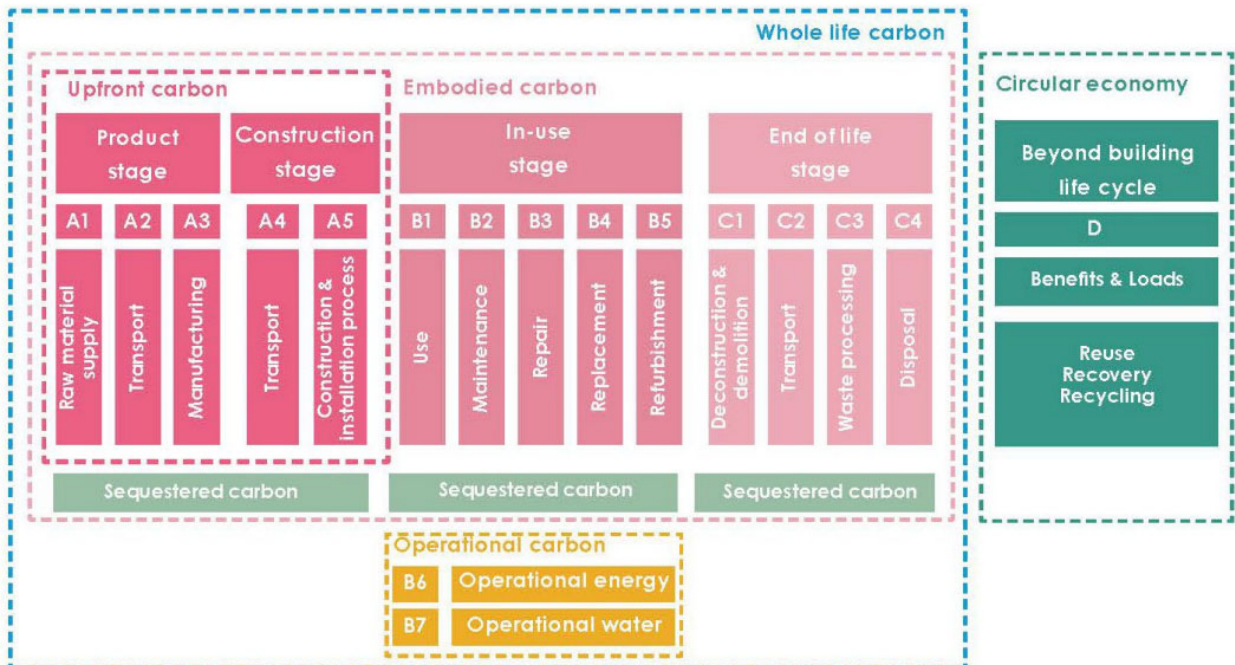 Whole life carbon
Upfront carbon
Embodied carbon
Circular economy
Product
stage
Construction
stage
In-use
stage
End of life
stage
Beyond building
life cycle
A1
A2
A3
A4
A5
B1
B2
B3
B4
B5
C1
C2
C3
C4
D
Raw material
supply
Transport
Manufacturing
Transport
Construction &
installation process
Use
Maintenance
Repair
Replacement
Refurbishment
Deconstruction &
demolition
Transport
Waste processing
Disposal
Benefits & Loads
Reuse
Recovery
Recycling
Sequestered carbon
Sequestered carbon
Sequestered carbon
Operational carbon
B6
Operational energy
B7
Operational water